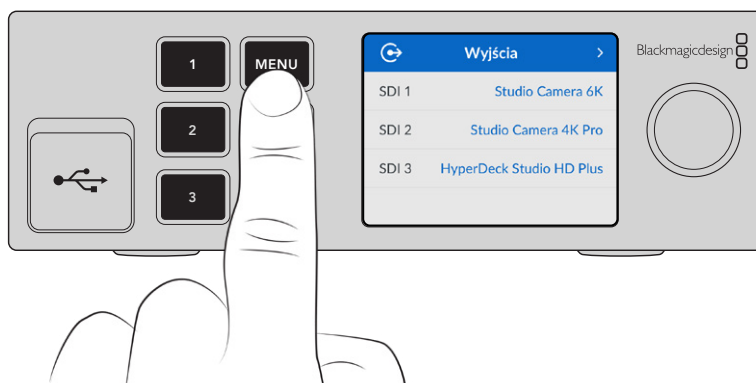 1
MENU
2
3
Wyjścia >
SDI 1 Studio Camera 6K
SDI 2 Studio Camera 4K Pro
SDI 3 HyperDeck Studio HD Plus
Blackmagicdesign